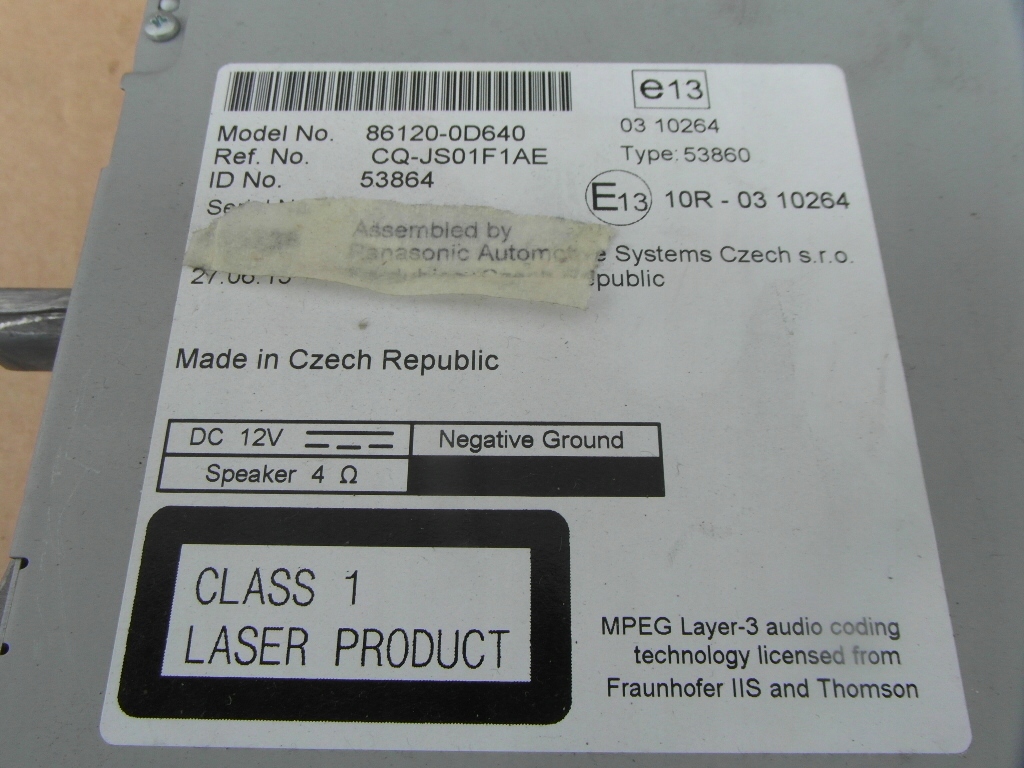 Model No. 86120-0D640
Ref. No. CQ-JS01F1AE
ID No. 53864
e13
03 10264
Type: 53860
E13 10R - 03 10264
Assembled by
Panasonic Automotive Systems Czech s.r.o.
Czech Republic
Made in Czech Republic
DC 12V
Negative Ground
Speaker 4 Ω
CLASS 1
LASER PRODUCT
MPEG Layer-3 audio coding
technology licensed from
Fraunhofer IIS and Thomson